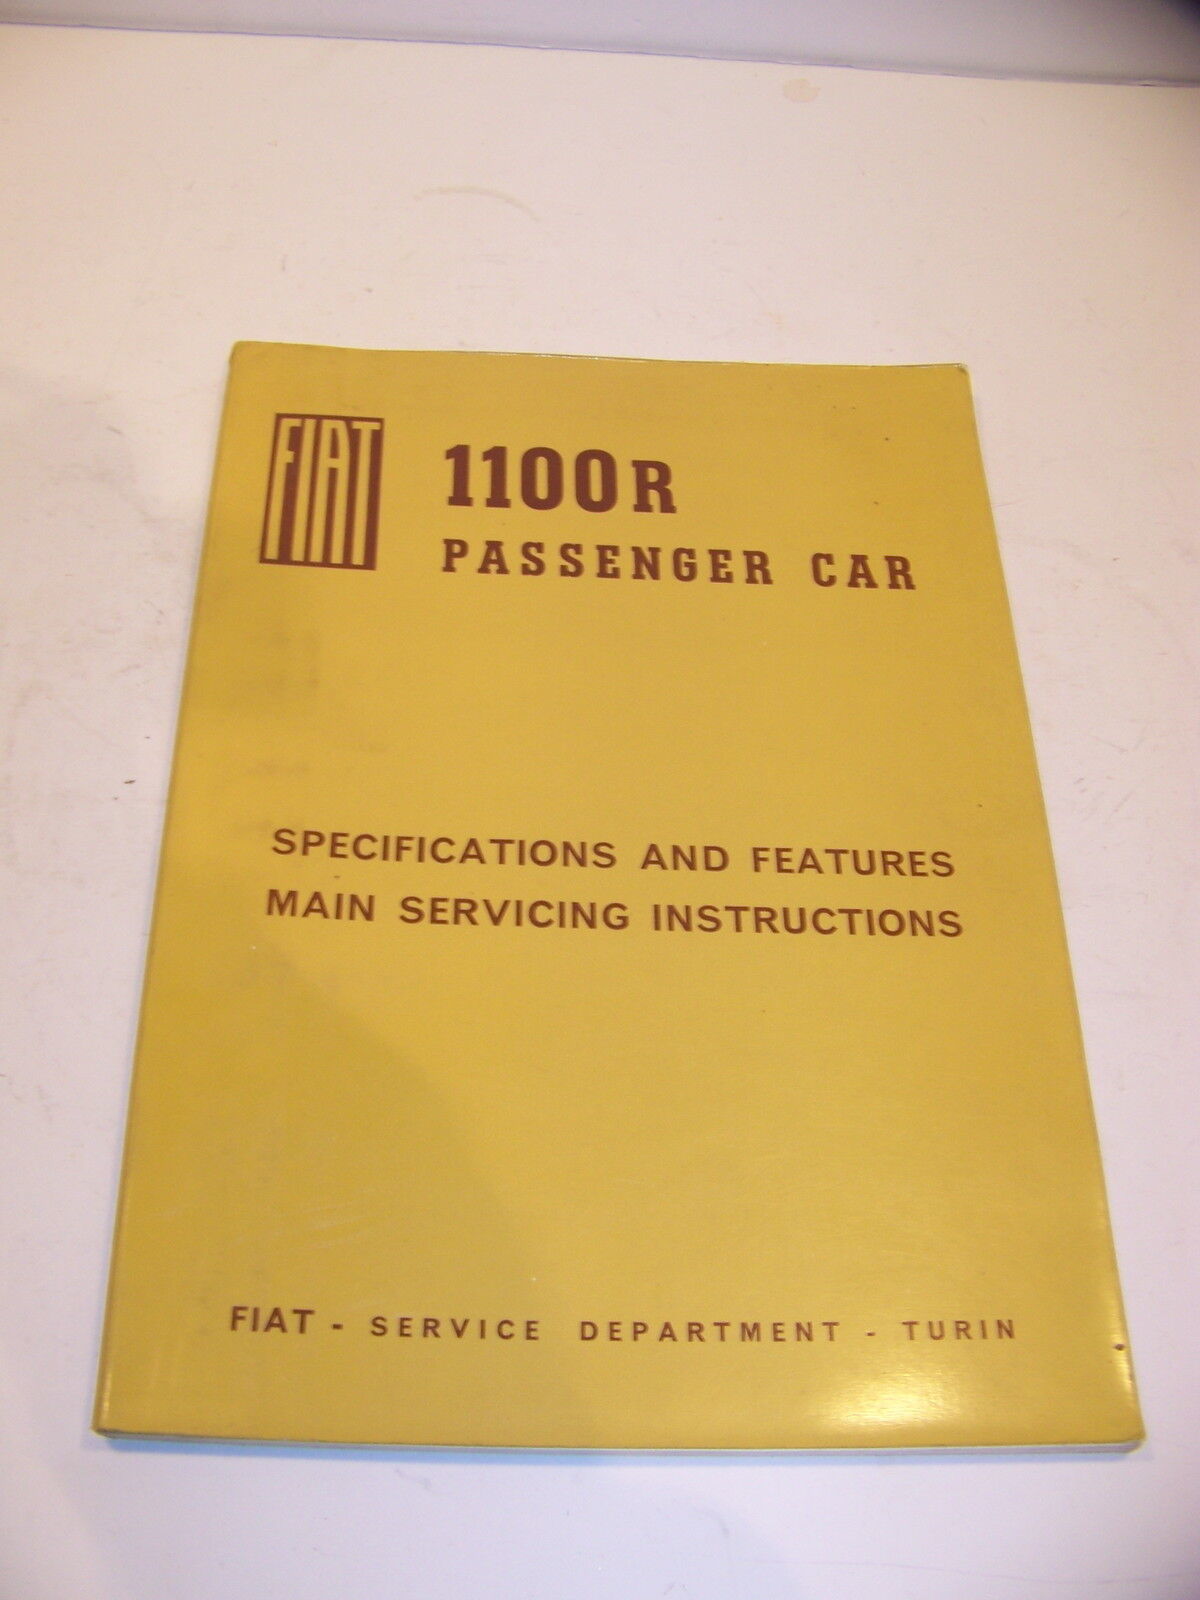 FIAT
1100R
PASSENGER CAR
SPECIFICATIONS AND FEATURES
MAIN SERVICING INSTRUCTIONS
FIAT - SERVICE DEPARTMENT - TURIN